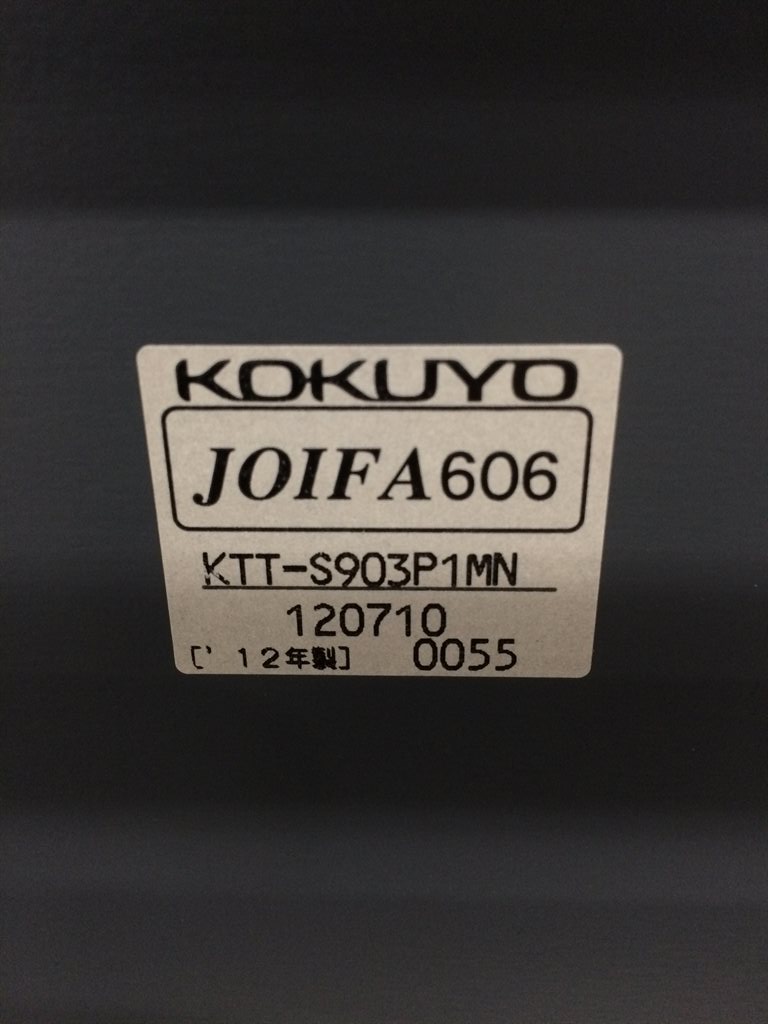 KOKUYO
JOIFA606
KTT-S903P1MN
120710
['12年製] 0055